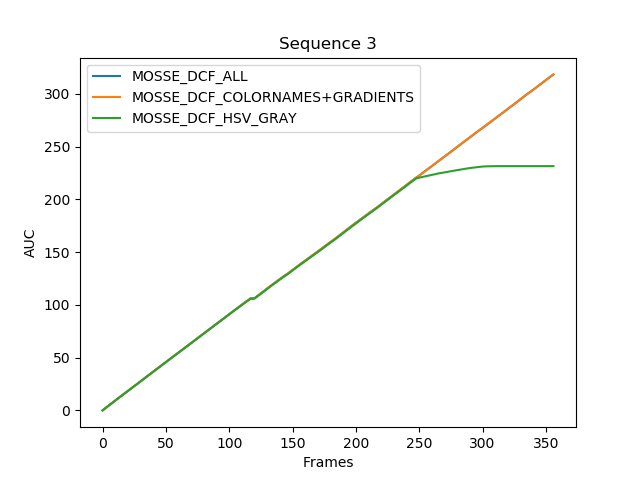 Sequence 3
MOSSE_DCF_ALL
MOSSE_DCF_COLORNAMES+GRADIENTS
MOSSE_DCF_HSV_GRAY
300
250
200
150
100
50
0
AUC
0 50 100 150 200 250 300 350
Frames